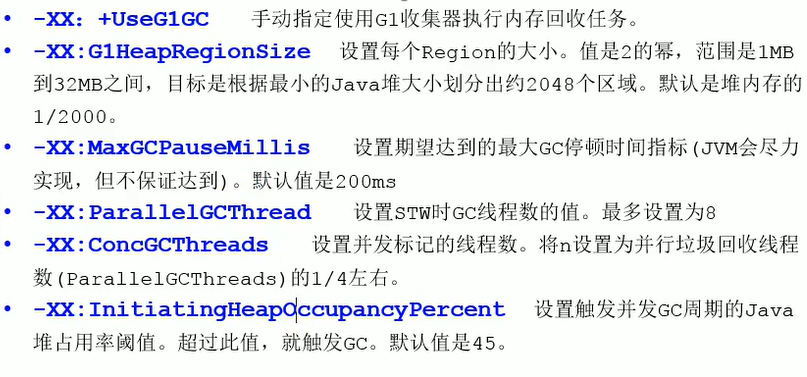 • -XX: +UseG1GC 手动指定使用G1收集器执行内存回收任务。
• -XX:G1HeapRegionSize 设置每个Region的大小。值是2的幂，范围是1MB
到32MB之间，目标是根据最小的Java堆大小划分出约2048个区域。默认是堆内存的
1/2000。
• -XX:MaxGCPauseMillis 设置期望达到的最大GC停顿时间指标(JVM会尽力
实现，但不保证达到)。默认值是200ms
• -XX:ParallelGCThread 设置STW时GC线程数的值。最多设置为8
• -XX:ConcGCThreads 设置并发标记的线程数。将n设置为并行垃圾回收线程
数(ParallelGCThreads)的1/4左右。
• -XX:InitiatingHeapOccupancyPercent 设置触发并发GC周期的Java
堆占用率阈值。超过此值，就触发GC。默认值是45。